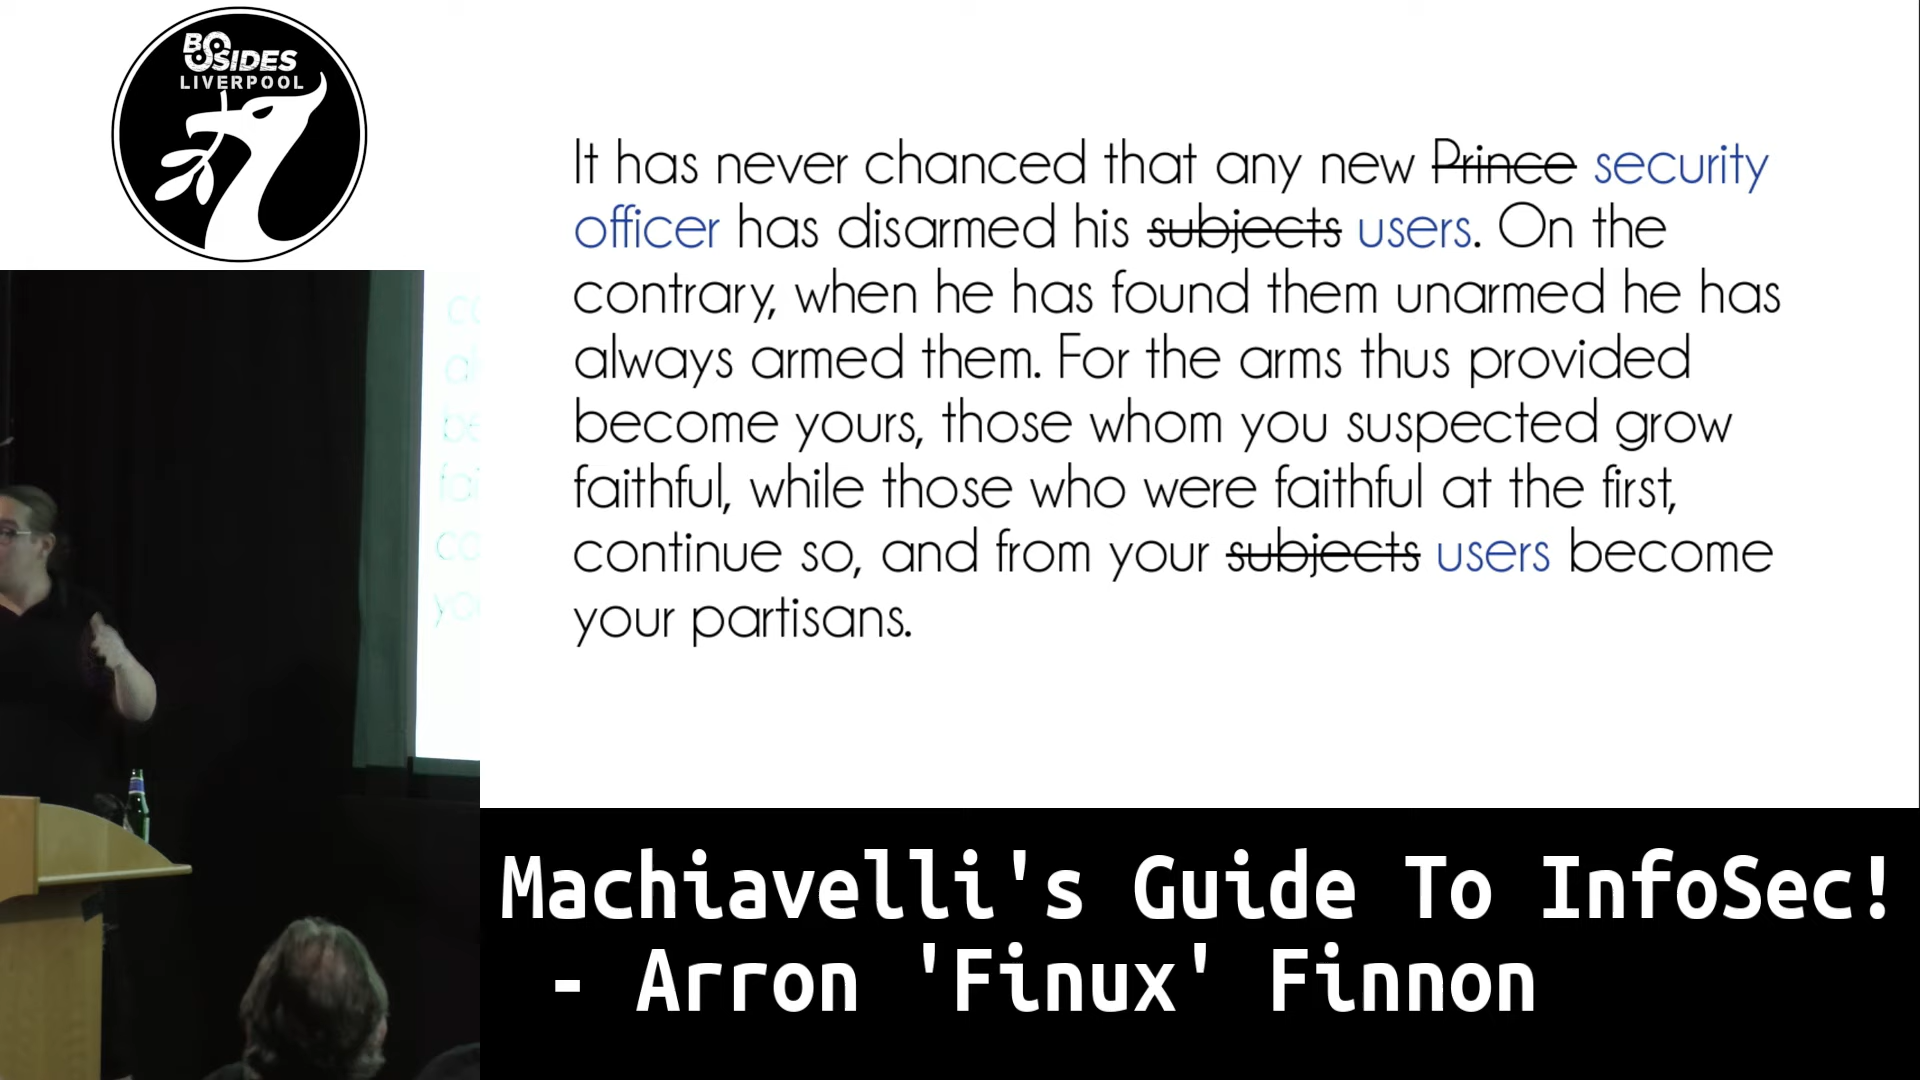 BSIDES
LIVERPOOL
It has never chanced that any new Prince security
officer has disarmed his subjects users. On the
contrary, when he has found them unarmed he has
always armed them. For the arms thus provided
become yours, those whom you suspected grow
faithful, while those who were faithful at the first,
continue so, and from your subjects users become
your partisans.
Machiavelli's Guide To InfoSec!
- Arron 'Finux' Finnon